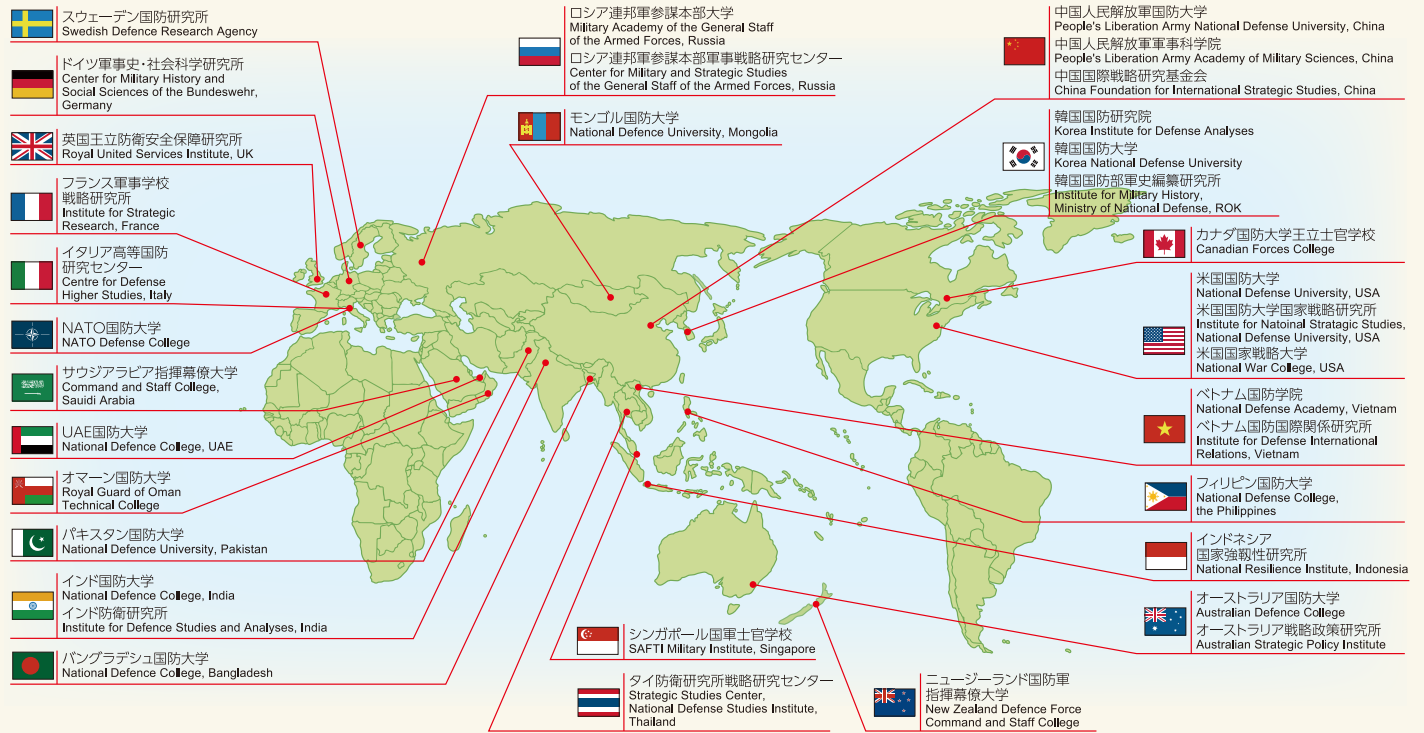 スウェーデン国防研究所
Swedish Defence Research Agency
ドイツ軍事史・社会科学研究所
Center for Military History and
Social Sciences of the Bundeswehr,
Germany
英国王立防衛安全保障研究所
Royal United Services Institute, UK
フランス軍事学校
戦略研究所
Institute for Strategic
Research, France
イタリア高等国防
研究センター
Centre for Defense
Higher Studies, Italy
NATO国防大学
NATO Defense College
サウジアラビア指揮幕僚大学
Command and Staff College,
Sauidi Arabia
UAE国防大学
National Defence College, UAE
オマーン国防大学
Royal Guard of Oman
Technical College
パキスタン国防大学
National Defence University, Pakistan
インド国防大学
National Defence College, India
インド防衛研究所
Institute for Defence Studies and Analyses, India
バングラデシュ国防大学
National Defence College, Bangladesh
ロシア連邦軍参謀本部大学
Military Academy of the General Staff
of the Armed Forces, Russia
ロシア連邦軍参謀本部軍事戦略研究センター
Center for Military and Strategic Studies
of the General Staff of the Armed Forces, Russia
モンゴル国防大学
National Defence University, Mongolia
シンガポール国軍士官学校
SAFTI Military Institute, Singapore
タイ防衛研究所戦略研究センター
Strategic Studies Center,
National Defense Studies Institute,
Thailand
ニュージーランド国防軍
指揮幕僚大学
New Zealand Defence Force
Command and Staff College
中国人民解放軍国防大学
People's Liberation Army National Defense University, China
中国人民解放軍軍事科学院
People's Liberation Army Academy of Military Sciences, China
中国国際戦略研究基金会
China Foundation for International Strategic Studies, China
韓国国防研究院
Korea Institute for Defense Analyses
韓国国防大学
Korea National Defense University
韓国国防部軍史編纂研究所
Institute for Military History,
Ministry of National Defense, ROK
カナダ国防大学王立士官学校
Canadian Forces College
米国国防大学
National Defense University, USA
米国国防大学国家戦略研究所
Institute for Natoinal Stratagic Studies,
National Defense University, USA
米国国家戦略大学
National War College, USA
ベトナム国防学院
National Defense Academy, Vietnam
ベトナム国防国際関係研究所
Institute for Defense International
Relations, Vietnam
フィリピン国防大学
National Defense College,
the Philippines
インドネシア
国家強靱性研究所
National Resilience Institute, Indonesia
オーストラリア国防大学
Australian Defence College
オーストラリア戦略政策研究所
Australian Strategic Policy Institute